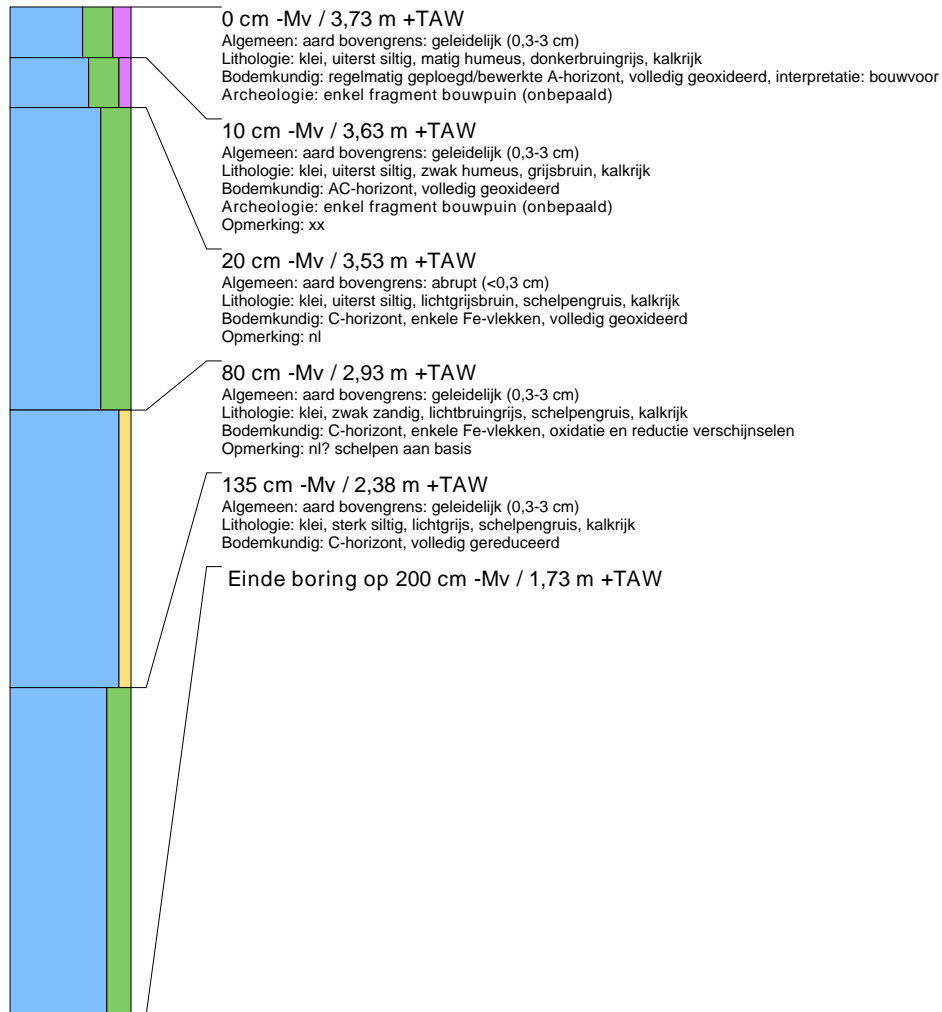 0 cm -Mv / 3,73 m +TAW
Algemeen: aard bovengrens: geleidelijk (0,3-3 cm)
Lithologie: klei, uiterst siltig, matig humeus, donkerbruingrijs, kalkrijk
Bodemkundig: regelmatig geploegd/bewerkte A-horizont, volledig geoxideerd, interpretatie: bouwvoor
Archeologie: enkel fragment bouwpuin (onbepaald)
10 cm -Mv / 3,63 m +TAW
Algemeen: aard bovengrens: geleidelijk (0,3-3 cm)
Lithologie: klei, uiterst siltig, zwak humeus, grijsbruin, kalkrijk
Bodemkundig: AC-horizont, volledig geoxideerd
Archeologie: enkel fragment bouwpuin (onbepaald)
Opmerking: xx
20 cm -Mv / 3,53 m +TAW
Algemeen: aard bovengrens: abrupt (<0,3 cm)
Lithologie: klei, uiterst siltig, lichtgrijsbruin, schelpengruis, kalkrijk
Bodemkundig: C-horizont, enkele Fe-vlekken, volledig geoxideerd
Opmerking: nl
80 cm -Mv / 2,93 m +TAW
Algemeen: aard bovengrens: geleidelijk (0,3-3 cm)
Lithologie: klei, zwak zandig, lichtbruingrijs, schelpengruis, kalkrijk
Bodemkundig: C-horizont, enkele Fe-vlekken, oxidatie en reductie verschijnselen
Opmerking: nl? schelpen aan basis
135 cm -Mv / 2,38 m +TAW
Algemeen: aard bovengrens: geleidelijk (0,3-3 cm)
Lithologie: klei, sterk siltig, lichtgrijs, schelpengruis, kalkrijk
Bodemkundig: C-horizont, volledig gereduceerd
Einde boring op 200 cm -Mv / 1,73 m +TAW